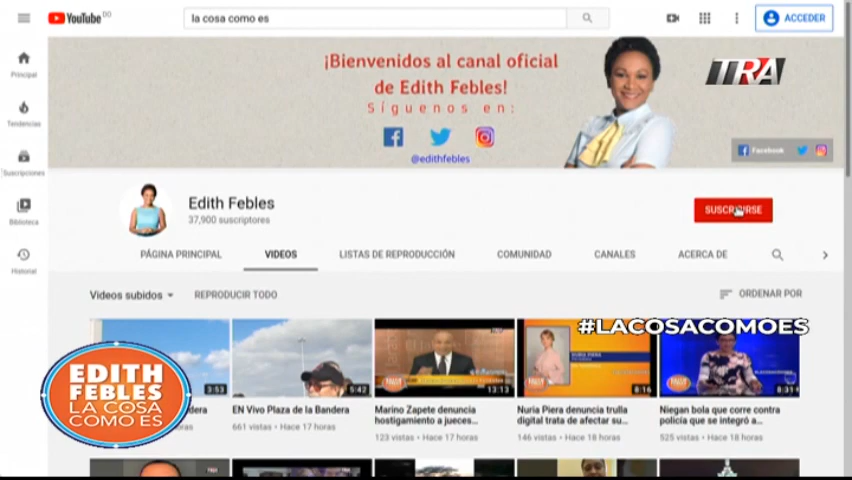 YouTube DO
la cosa como es
ACCEDER
Principal
Tendencias
Suscripciones
Biblioteca
Historial
¡Bienvenidos al canal oficial
de Edith Febles!
Síguenos en:
@edithfebles
TRA
Facebook
Edith Febles
37,900 suscriptores
SUSCRIBIRSE
PÁGINA PRINCIPAL
VIDEOS
LISTAS DE REPRODUCCIÓN
COMUNIDAD
CANALES
ACERCA DE
Videos subidos
REPRODUCIR TODO
ORDENAR POR
#LACOSACOMOES
3:53
5:42
13:13
NURIA PIERA
8:16
8:31
EN Vivo Plaza de la Bandera
661 vistas • Hace 17 horas
Marino Zapete denuncia
hostigamiento a jueces...
123 vistas • Hace 17 horas
Nuria Piera denuncia trulla
digital trata de afectar su...
146 vistas • Hace 18 horas
Niegan bola que corre contra
policía que se integró a...
525 vistas • Hace 18 horas
EDITH
FEBLES
LA COSA
COMO ES